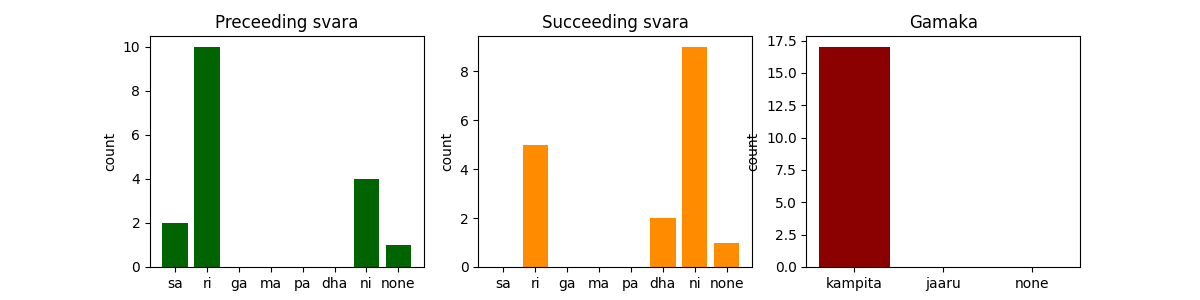 Preceeding svara
count
10
8
6
4
2
0
sa ri ga ma pa dha ni none
Succeeding svara
count
8
6
4
2
0
sa ri ga ma pa dha ni none
Gamaka
count
17.5
15.0
12.5
10.0
7.5
5.0
2.5
0.0
kampita jaaru none